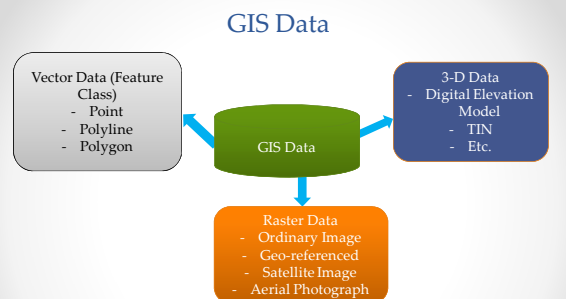 GIS Data
Vector Data (Feature
Class)
- Point
- Polyline
- Polygon
GIS Data
3-D Data
- Digital Elevation
Model
- TIN
- Etc.
Raster Data
- Ordinary Image
- Geo-referenced
- Satellite Image
- Aerial Photograph